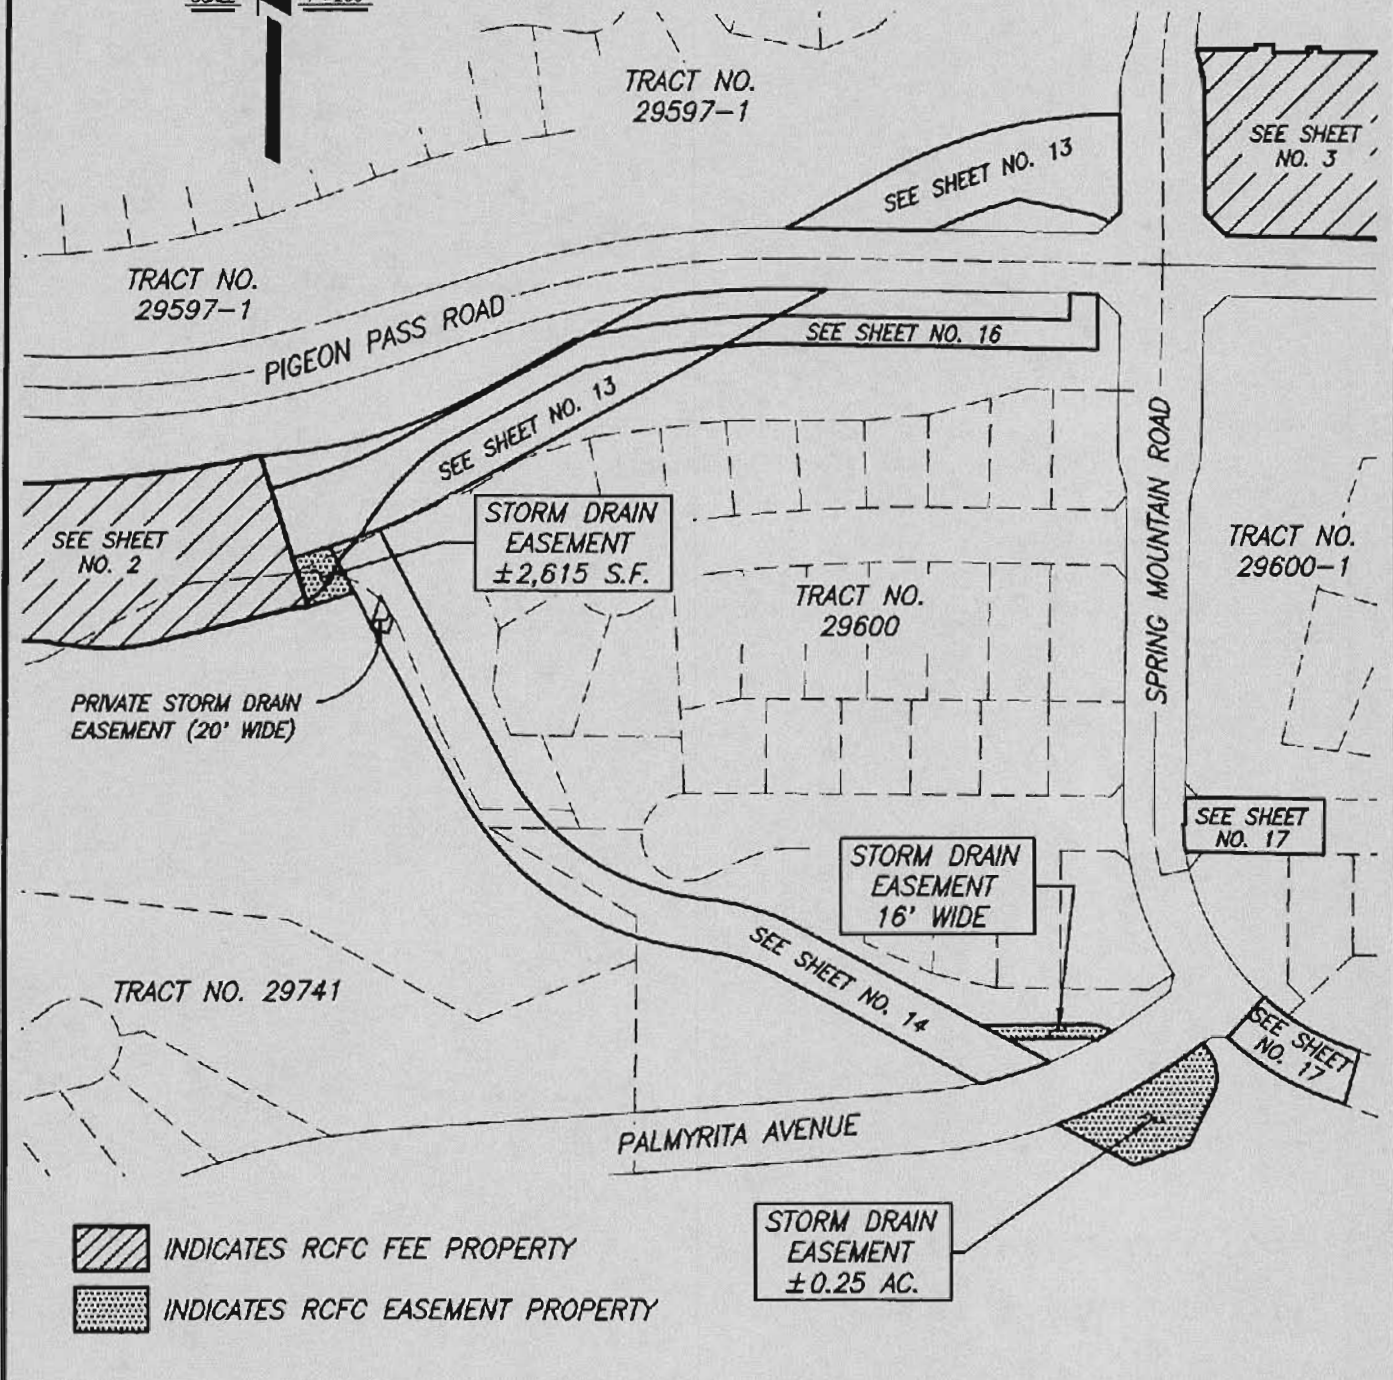 TRACT NO.
29597-1
SEE SHEET NO. 13
SEE SHEET
NO. 3
TRACT NO.
29597-1
PIGEON PASS ROAD
SEE SHEET NO. 16
SEE SHEET NO. 13
SEE SHEET
NO. 2
STORM DRAIN
EASEMENT
±2,615 S.F.
TRACT NO.
29600
SPRING MOUNTAIN ROAD
TRACT NO.
29600-1
PRIVATE STORM DRAIN
EASEMENT (20' WIDE)
SEE SHEET
NO. 17
STORM DRAIN
EASEMENT
16' WIDE
SEE SHEET NO. 14
TRACT NO. 29741
SEE SHEET
NO. 17
PALMYRITA AVENUE
STORM DRAIN
EASEMENT
±0.25 AC.
INDICATES RCFC FEE PROPERTY
INDICATES RCFC EASEMENT PROPERTY